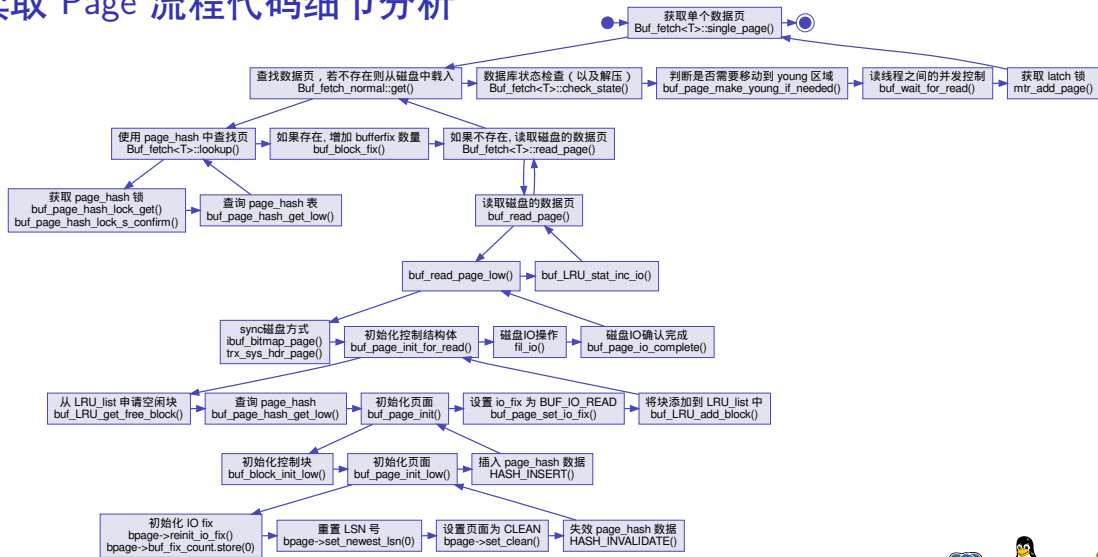 读取 Page 流程代码细节分析
获取单个数据页
Buf_fetch<T>::single_page()
查找数据页，若不存在则从磁盘中载入
Buf_fetch_normal::get()
数据库状态检查（以及解压）
Buf_fetch<T>::check_state()
判断是否需要移动到 young 区域
buf_page_make_young_if_needed()
读线程之间的并发控制
buf_wait_for_read()
获取 latch 锁
mtr_add_page()
使用 page_hash 中查找页
Buf_fetch<T>::lookup()
如果存在, 增加 bufferfix 数量
buf_block_fix()
如果不存在, 读取磁盘的数据页
Buf_fetch<T>::read_page()
获取 page_hash 锁
buf_page_hash_lock_get()
buf_page_hash_lock_s_confirm()
查询 page_hash 表
buf_page_hash_get_low()
读取磁盘的数据页
buf_read_page()
buf_read_page_low()
buf_LRU_stat_inc_io()
sync磁盘方式
ibuf_bitmap_page()
trx_sys_hdr_page()
初始化控制结构体
buf_page_init_for_read()
磁盘IO操作
fil_io()
磁盘IO确认完成
buf_page_io_complete()
从 LRU_list 申请空闲块
buf_LRU_get_free_block()
查询 page_hash
buf_page_hash_get_low()
初始化页面
buf_page_init()
设置 io_fix 为 BUF_IO_READ
buf_page_set_io_fix()
将块添加到 LRU_list 中
buf_LRU_add_block()
初始化控制块
buf_block_init_low()
初始化页面
buf_page_init_low()
插入 page_hash 数据
HASH_INSERT()
初始化 IO fix
bpage->reinit_io_fix()
bpage->buf_fix_count.store(0)
重置 LSN 号
bpage->set_newest_lsn(0)
设置页面为 CLEAN
bpage->set_clean()
失效 page_hash 数据
HASH_INVALIDATE()